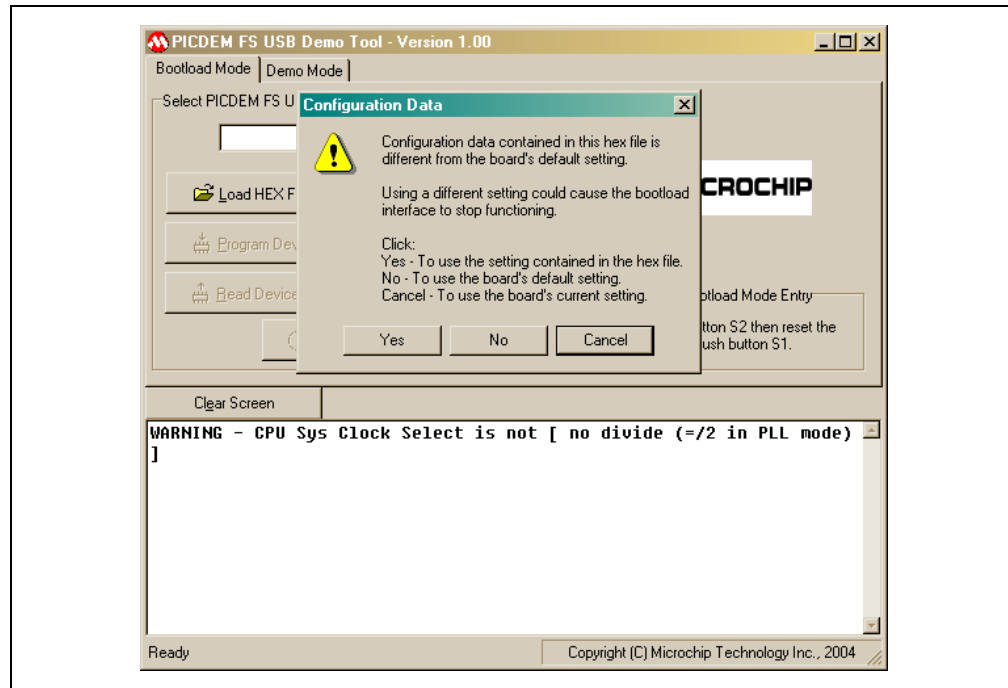 PICDEM FS USB Demo Tool - Version 1.00
Bootload Mode
Demo Mode
Select PICDEM FS U
Load HEX F
Program Dev
Read Device
Configuration Data
Configuration data contained in this hex file is
different from the board's default setting.
Using a different setting could cause the bootload
interface to stop functioning.
Click:
Yes - To use the setting contained in the hex file.
No - To use the board's default setting.
Cancel - To use the board's current setting.
Yes
No
Cancel
CROCHIP
otload Mode Entry
tton S2 then reset the
ush button S1.
Clear Screen
WARNING - CPU Sys Clock Select is not [ no divide (=/2 in PLL mode)
]
Ready
Copyright (C) Microchip Technology Inc., 2004